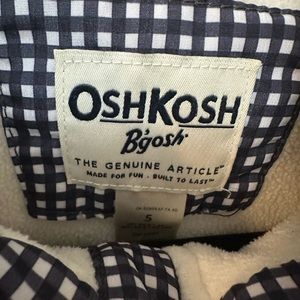 OSHKOSH
B'gosh®
THE GENUINE ARTICLE™
MADE FOR FUN · BUILT TO LAST™
5